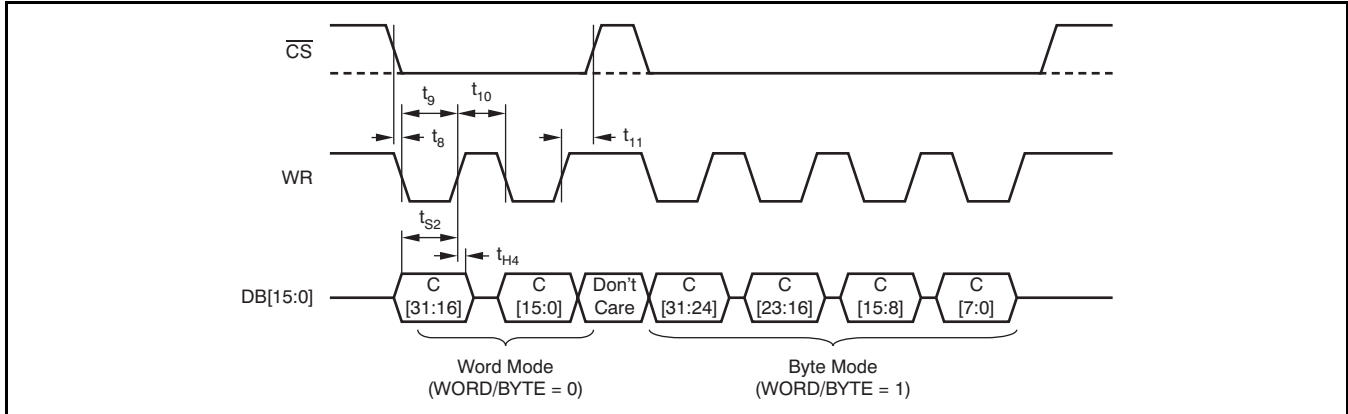 CS
t9 t10
t8 t11
WR
tS2
tH4
DB[15:0]
C [31:16]
C [15:0]
Don't Care
C [31:24]
C [23:16]
C [15:8]
C [7:0]
Word Mode
(WORD/BYTE = 0)
Byte Mode
(WORD/BYTE = 1)